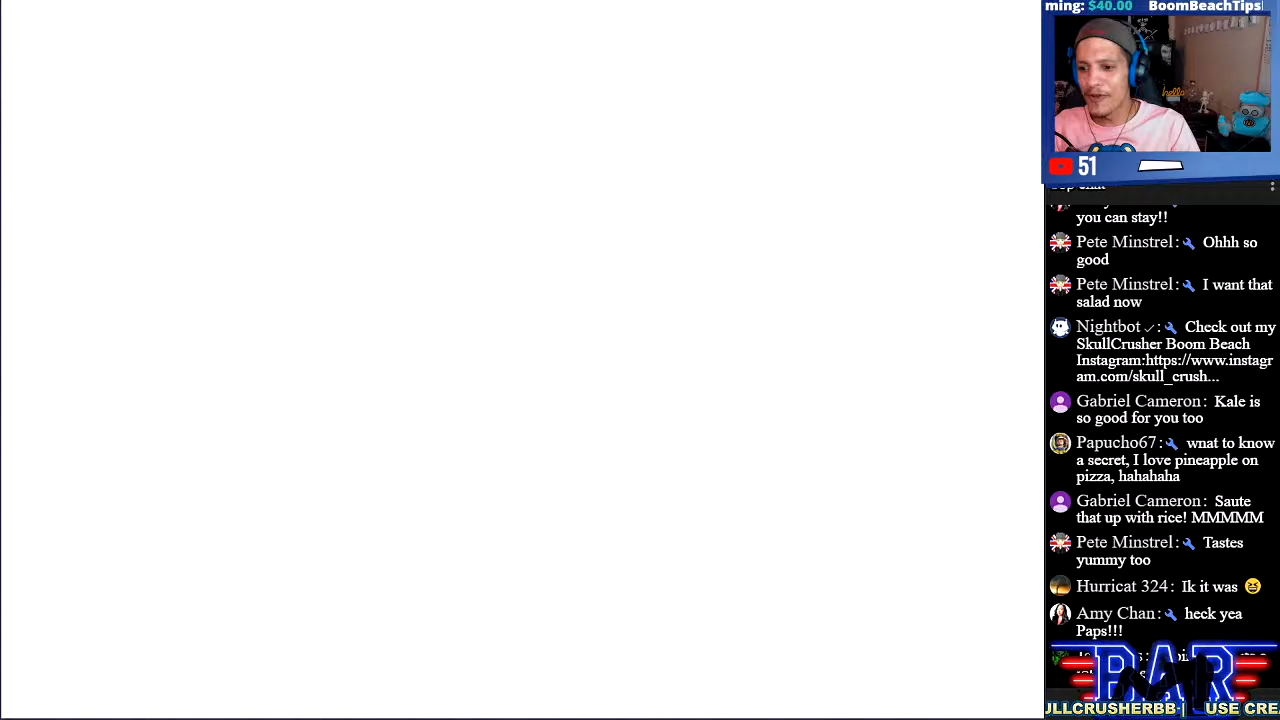 ming: $40.00 BoomBeachTips
hello
51
you can stay!!
Pete Minstrel: Ohhh so
good
Pete Minstrel: I want that
salad now
Nightbot ✓: Check out my
SkullCrusher Boom Beach
Instagram:https://www.instagr
am.com/skull_crush...
Gabriel Cameron: Kale is
so good for you too
Papucho67: wnat to know
a secret, I love pineapple on
pizza, hahahaha
Gabriel Cameron: Saute
that up with rice! MMMMM
Pete Minstrel: Tastes
yummy too
Hurricat 324: Ik it was 😆
Amy Chan: heck yea
Paps!!!
BAR
JLLCRUSHERBB-| USE CRE